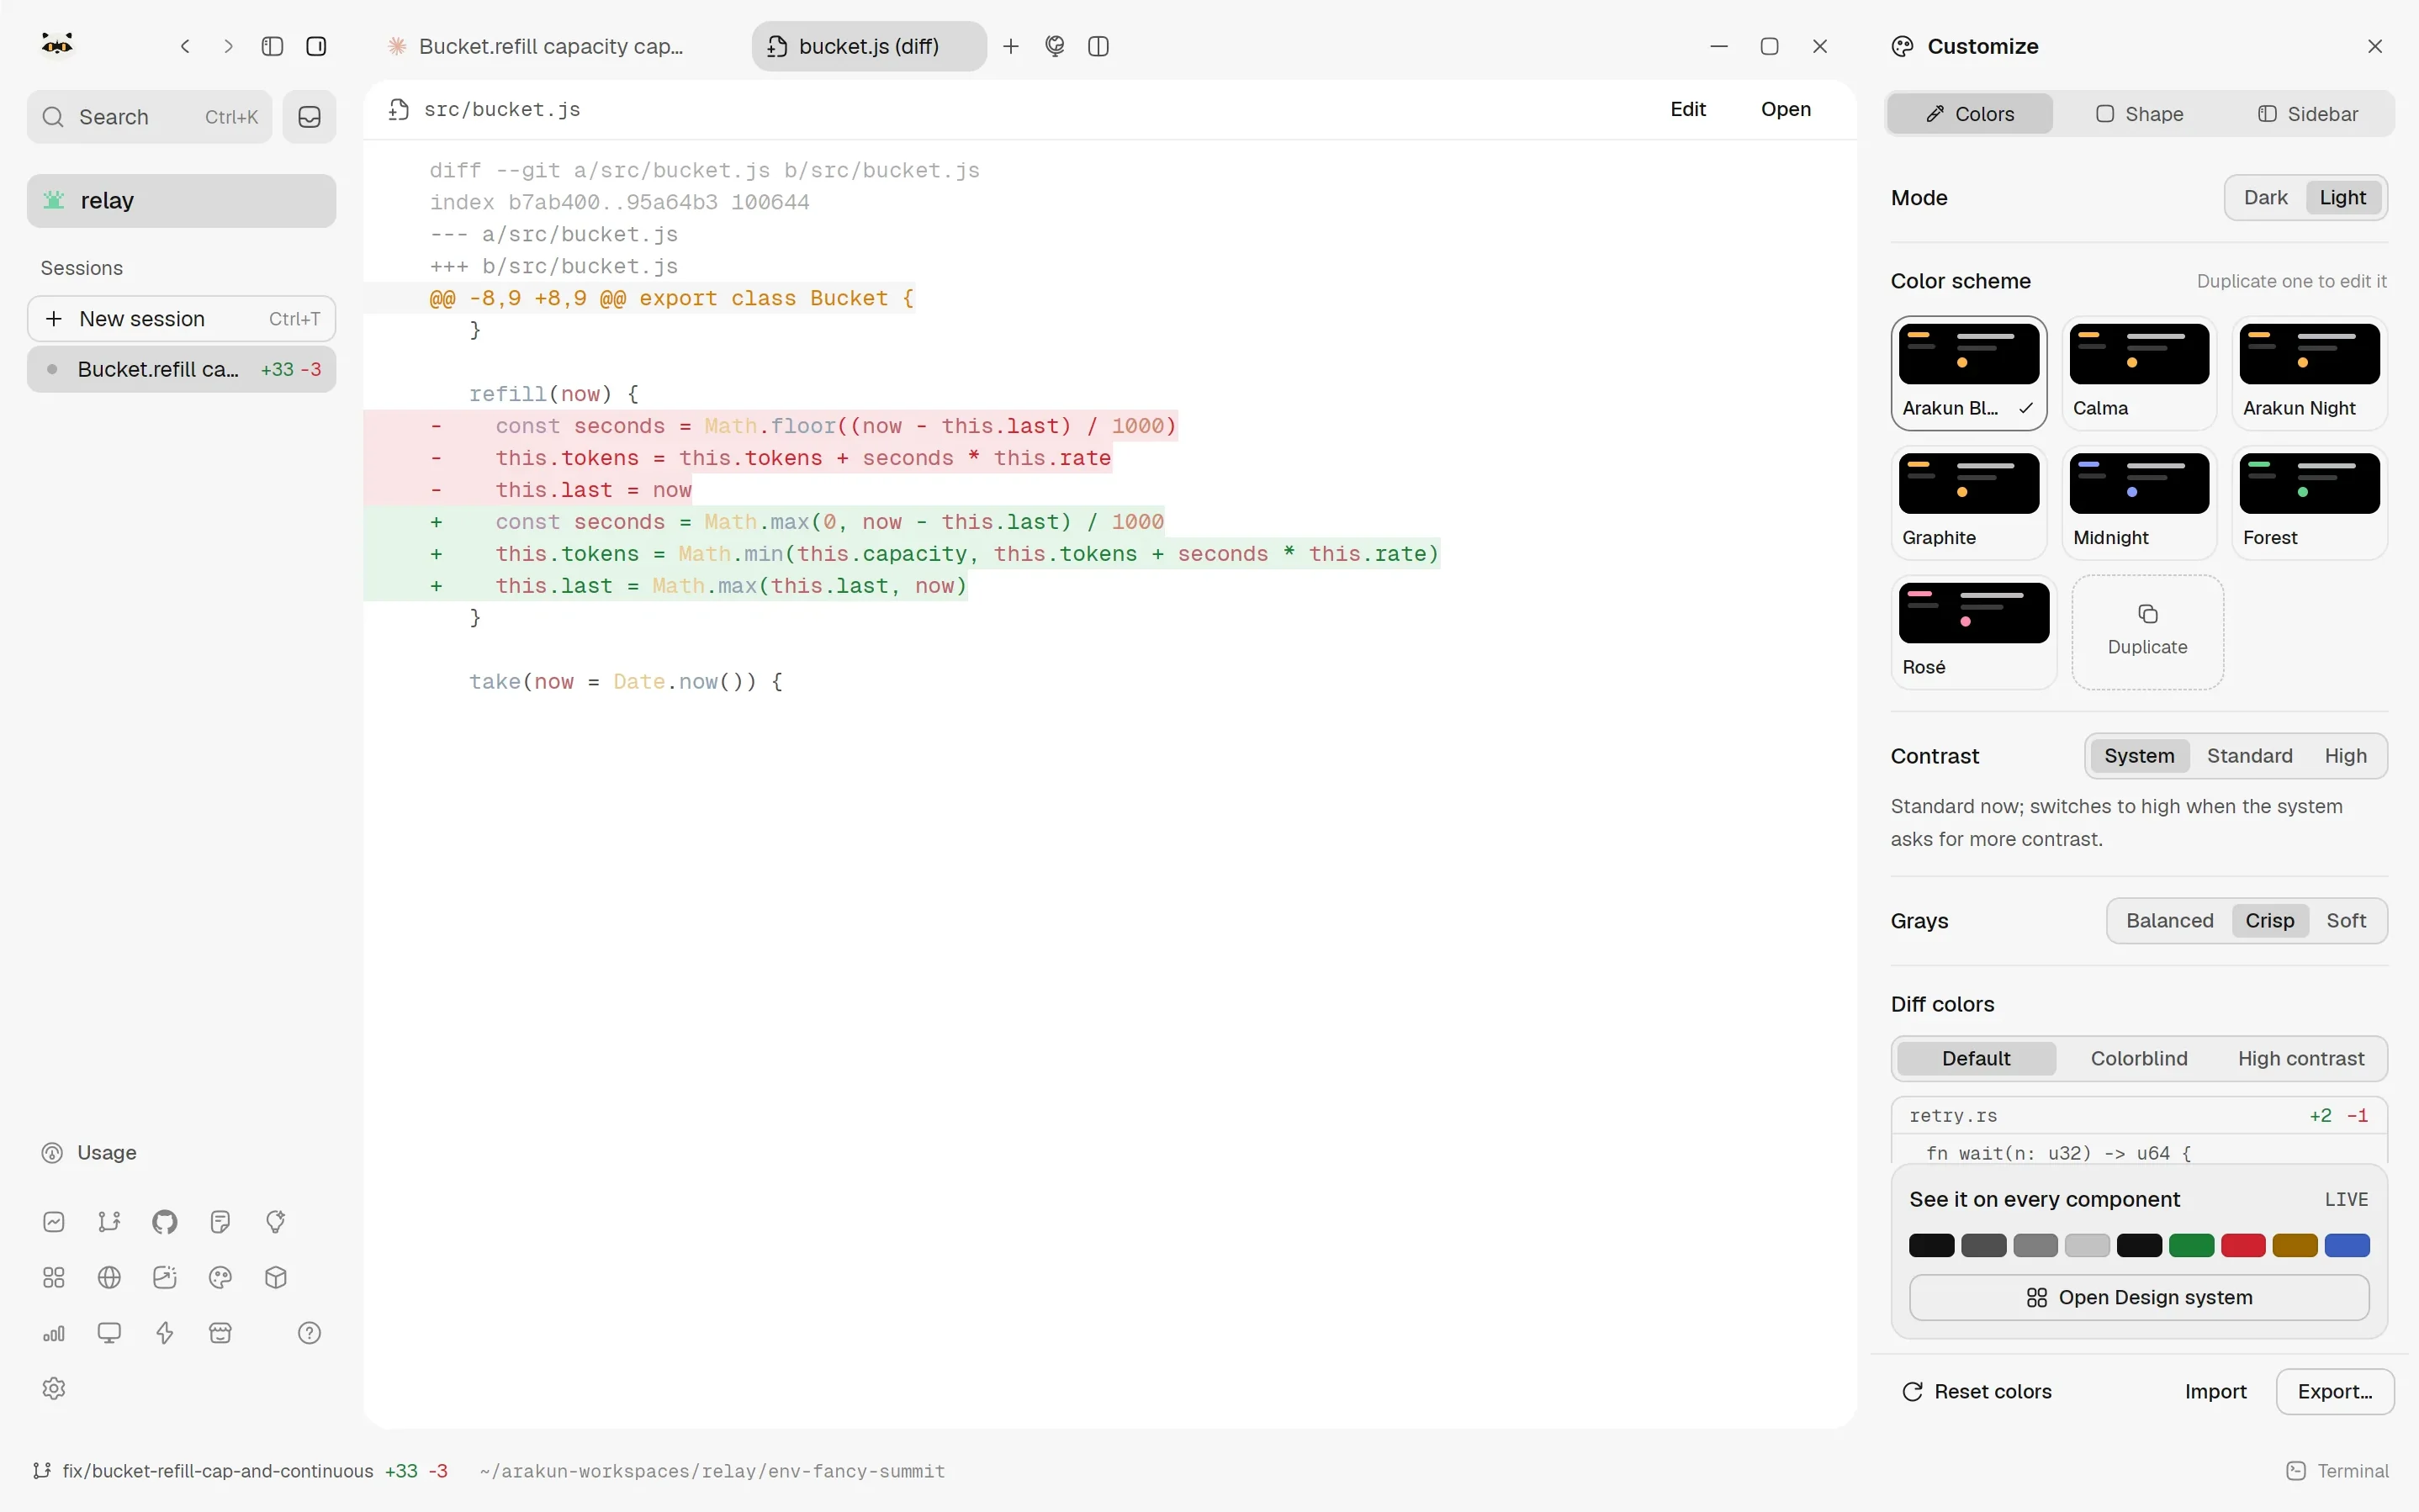 Bucket.refill capacity cap...
bucket.js (diff)
Search Ctrl+K
relay
Sessions
New session Ctrl+T
Bucket.refill ca... +33 -3
Usage
src/bucket.js
Edit Open
diff --git a/src/bucket.js b/src/bucket.js
index b7ab400..95a64b3 100644
--- a/src/bucket.js
+++ b/src/bucket.js
@@ -8,9 +8,9 @@ export class Bucket {
}
refill(now) {
- const seconds = Math.floor((now - this.last) / 1000)
- this.tokens = this.tokens + seconds * this.rate
- this.last = now
+ const seconds = Math.max(0, now - this.last) / 1000
+ this.tokens = Math.min(this.capacity, this.tokens + seconds * this.rate)
+ this.last = Math.max(this.last, now)
}
take(now = Date.now()) {
Customize
Colors Shape Sidebar
Mode Dark Light
Color scheme Duplicate one to edit it
Arakun Bl... Calma Arakun Night
Graphite Midnight Forest
Rosé Duplicate
Contrast System Standard High
Standard now; switches to high when the system
asks for more contrast.
Grays Balanced Crisp Soft
Diff colors
Default Colorblind High contrast
retry.rs +2 -1
fn wait(n: u32) -> u64 {
See it on every component LIVE
Open Design system
Reset colors Import Export...
fix/bucket-refill-cap-and-continuous +33 -3 ~/arakun-workspaces/relay/env-fancy-summit
Terminal